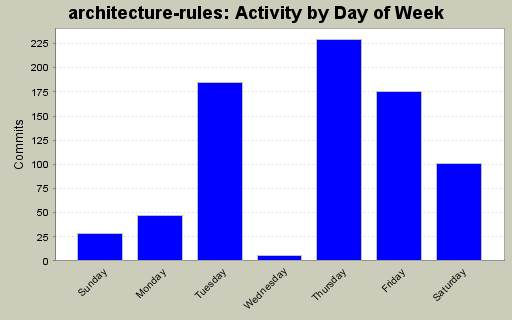 architecture-rules: Activity by Day of Week
Commits
225
200
175
150
125
100
75
50
25
0
Sunday
Monday
Tuesday
Wednesday
Thursday
Friday
Saturday